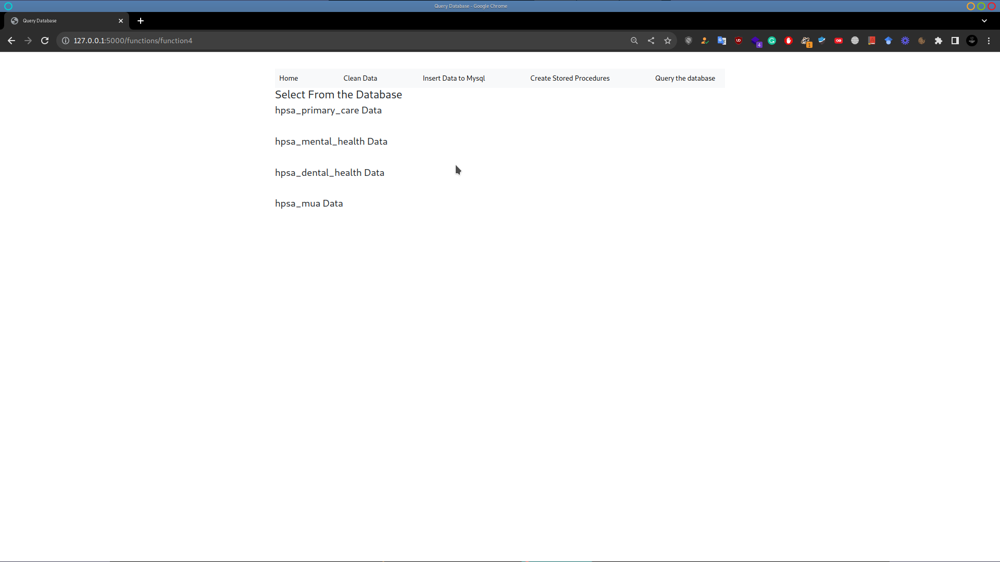 Query Database - Google Chrome
Query Database
127.0.0.1:5000/functions/function4
4
1
Home Clean Data Insert Data to Mysql Create Stored Procedures Query the database
Select From the Database
hpsa_primary_care Data
hpsa_mental_health Data
hpsa_dental_health Data
hpsa_mua Data